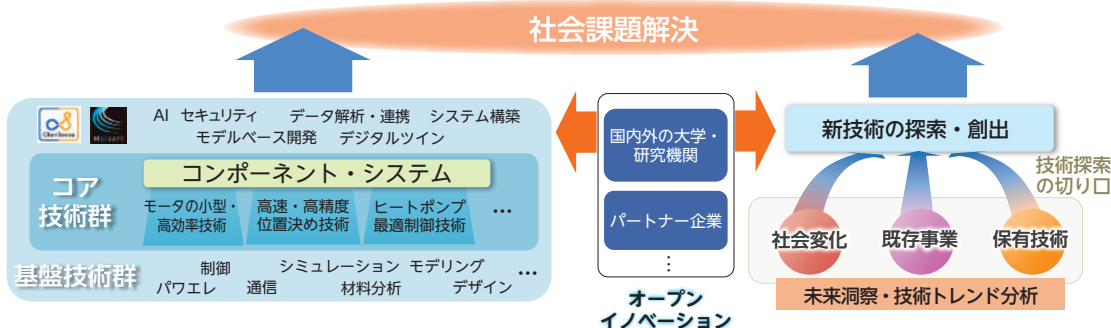 社会課題解決
AI セキュリティ データ解析・連携 システム構築
モデルベース開発 デジタルツイン
コア
技術群
コンポーネント・システム
モータの小型・
高効率技術
高速・高精度
位置決め技術
ヒートポンプ
最適制御技術
…
基盤技術群
制御 シミュレーション モデリング …
パワエレ 通信 材料分析 デザイン
国内外の大学・
研究機関
パートナー企業
⋮
オープン
イノベーション
新技術の探索・創出
技術探索
の切り口
社会変化
既存事業
保有技術
未来洞察・技術トレンド分析